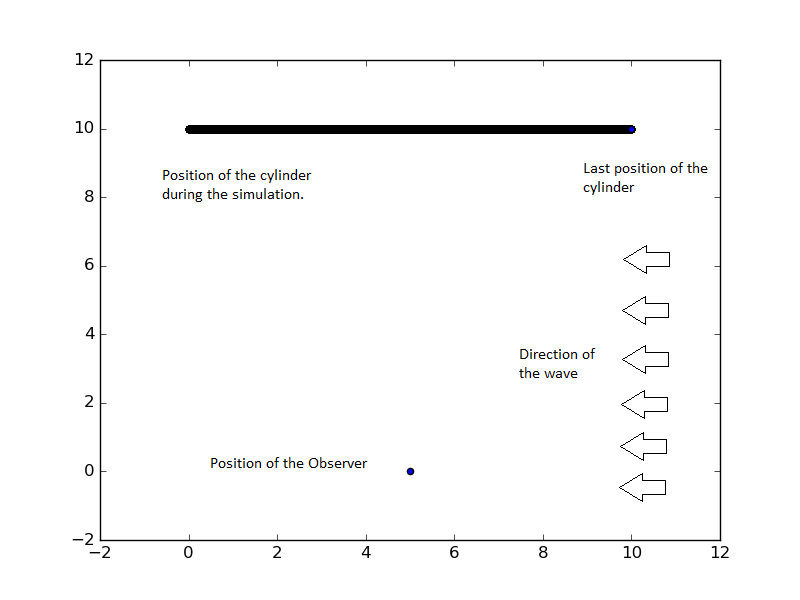 12
10
Position of the cylinder
during the simulation.
Last position of the
cylinder
8
6
4
Direction of
the wave
2
Position of the Observer
0
−2
−2 0 2 4 6 8 10 12